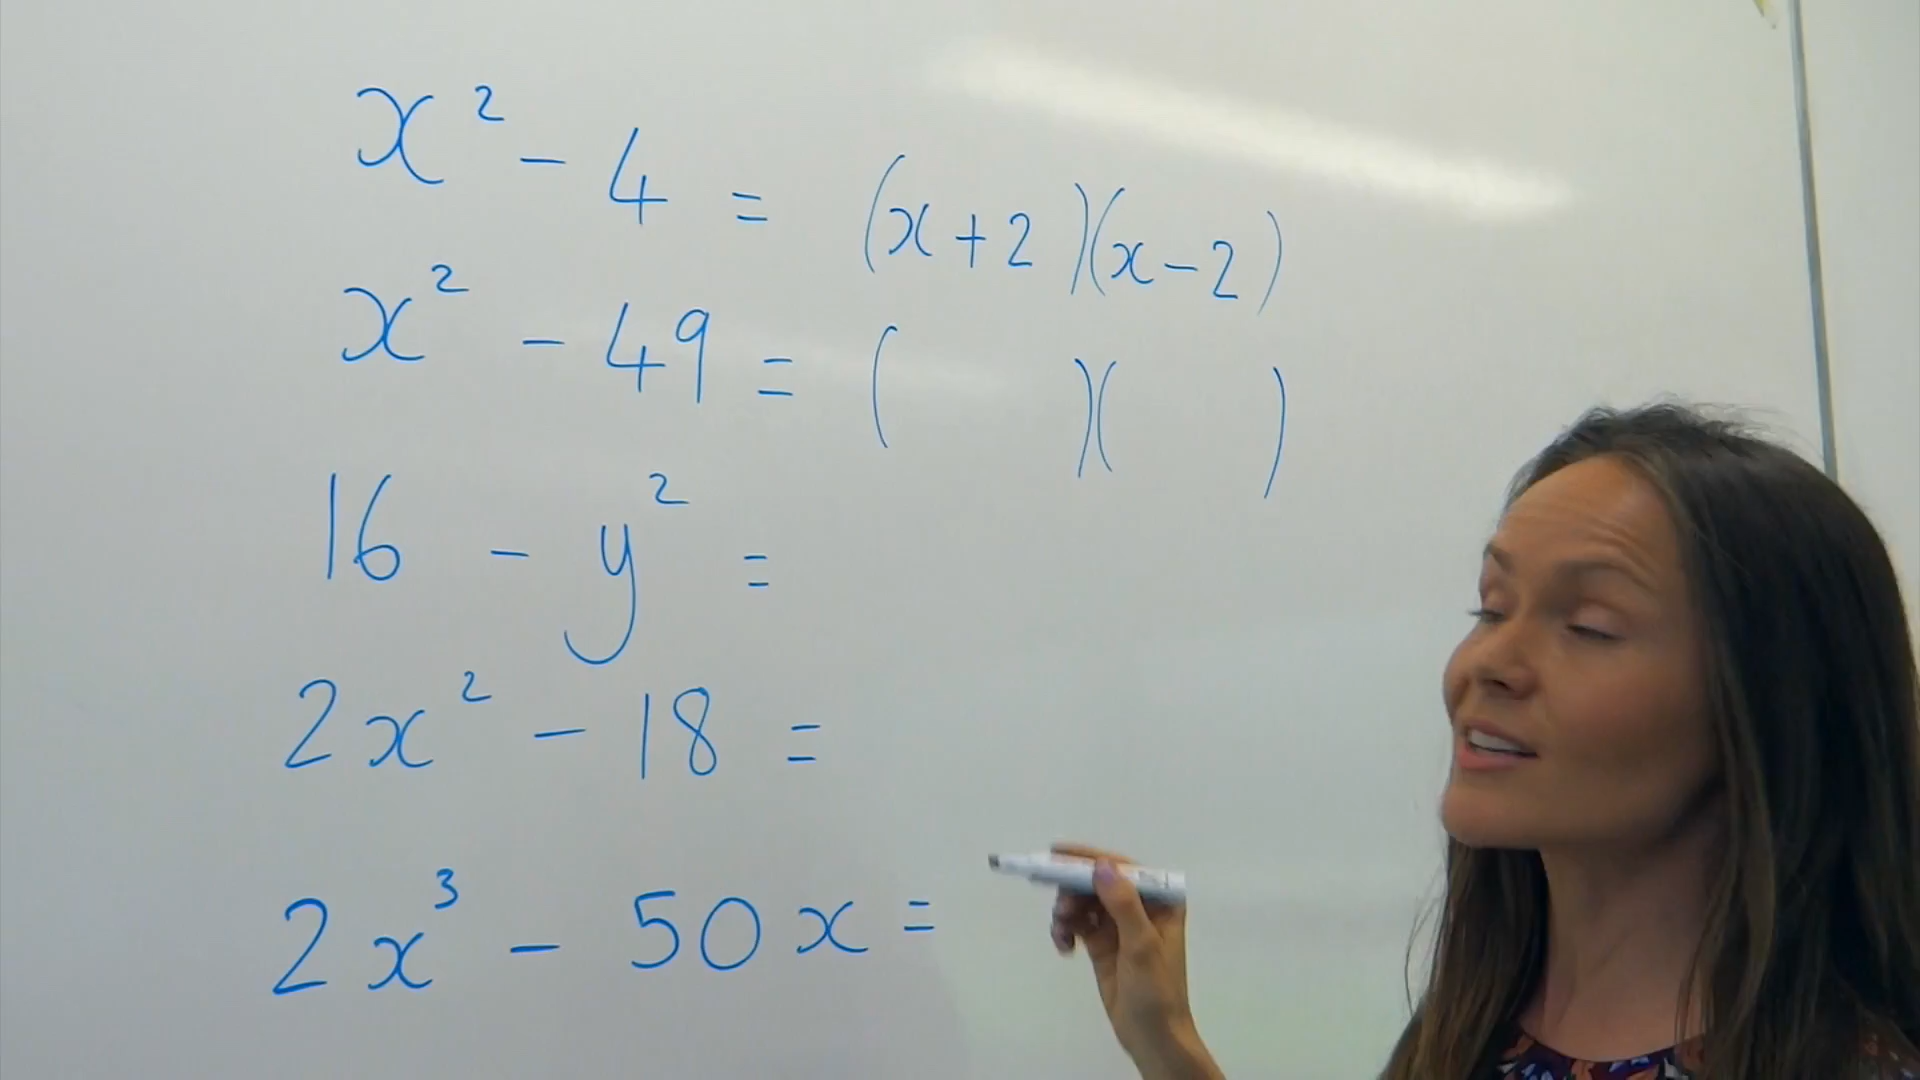 x² - 4 = (x+2)(x-2)
x² - 49 = ( )( )
16 - y² =
2x² - 18 =
2x³ - 50x =